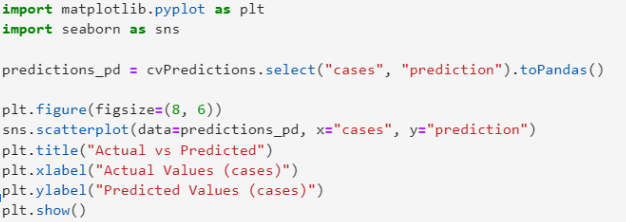 import matplotlib.pyplot as plt
import seaborn as sns
predictions_pd = cvPredictions.select("cases", "prediction").toPandas()
plt.figure(figsize=(8, 6))
sns.scatterplot(data=predictions_pd, x="cases", y="prediction")
plt.title("Actual vs Predicted")
plt.xlabel("Actual Values (cases)")
plt.ylabel("Predicted Values (cases)")
plt.show()